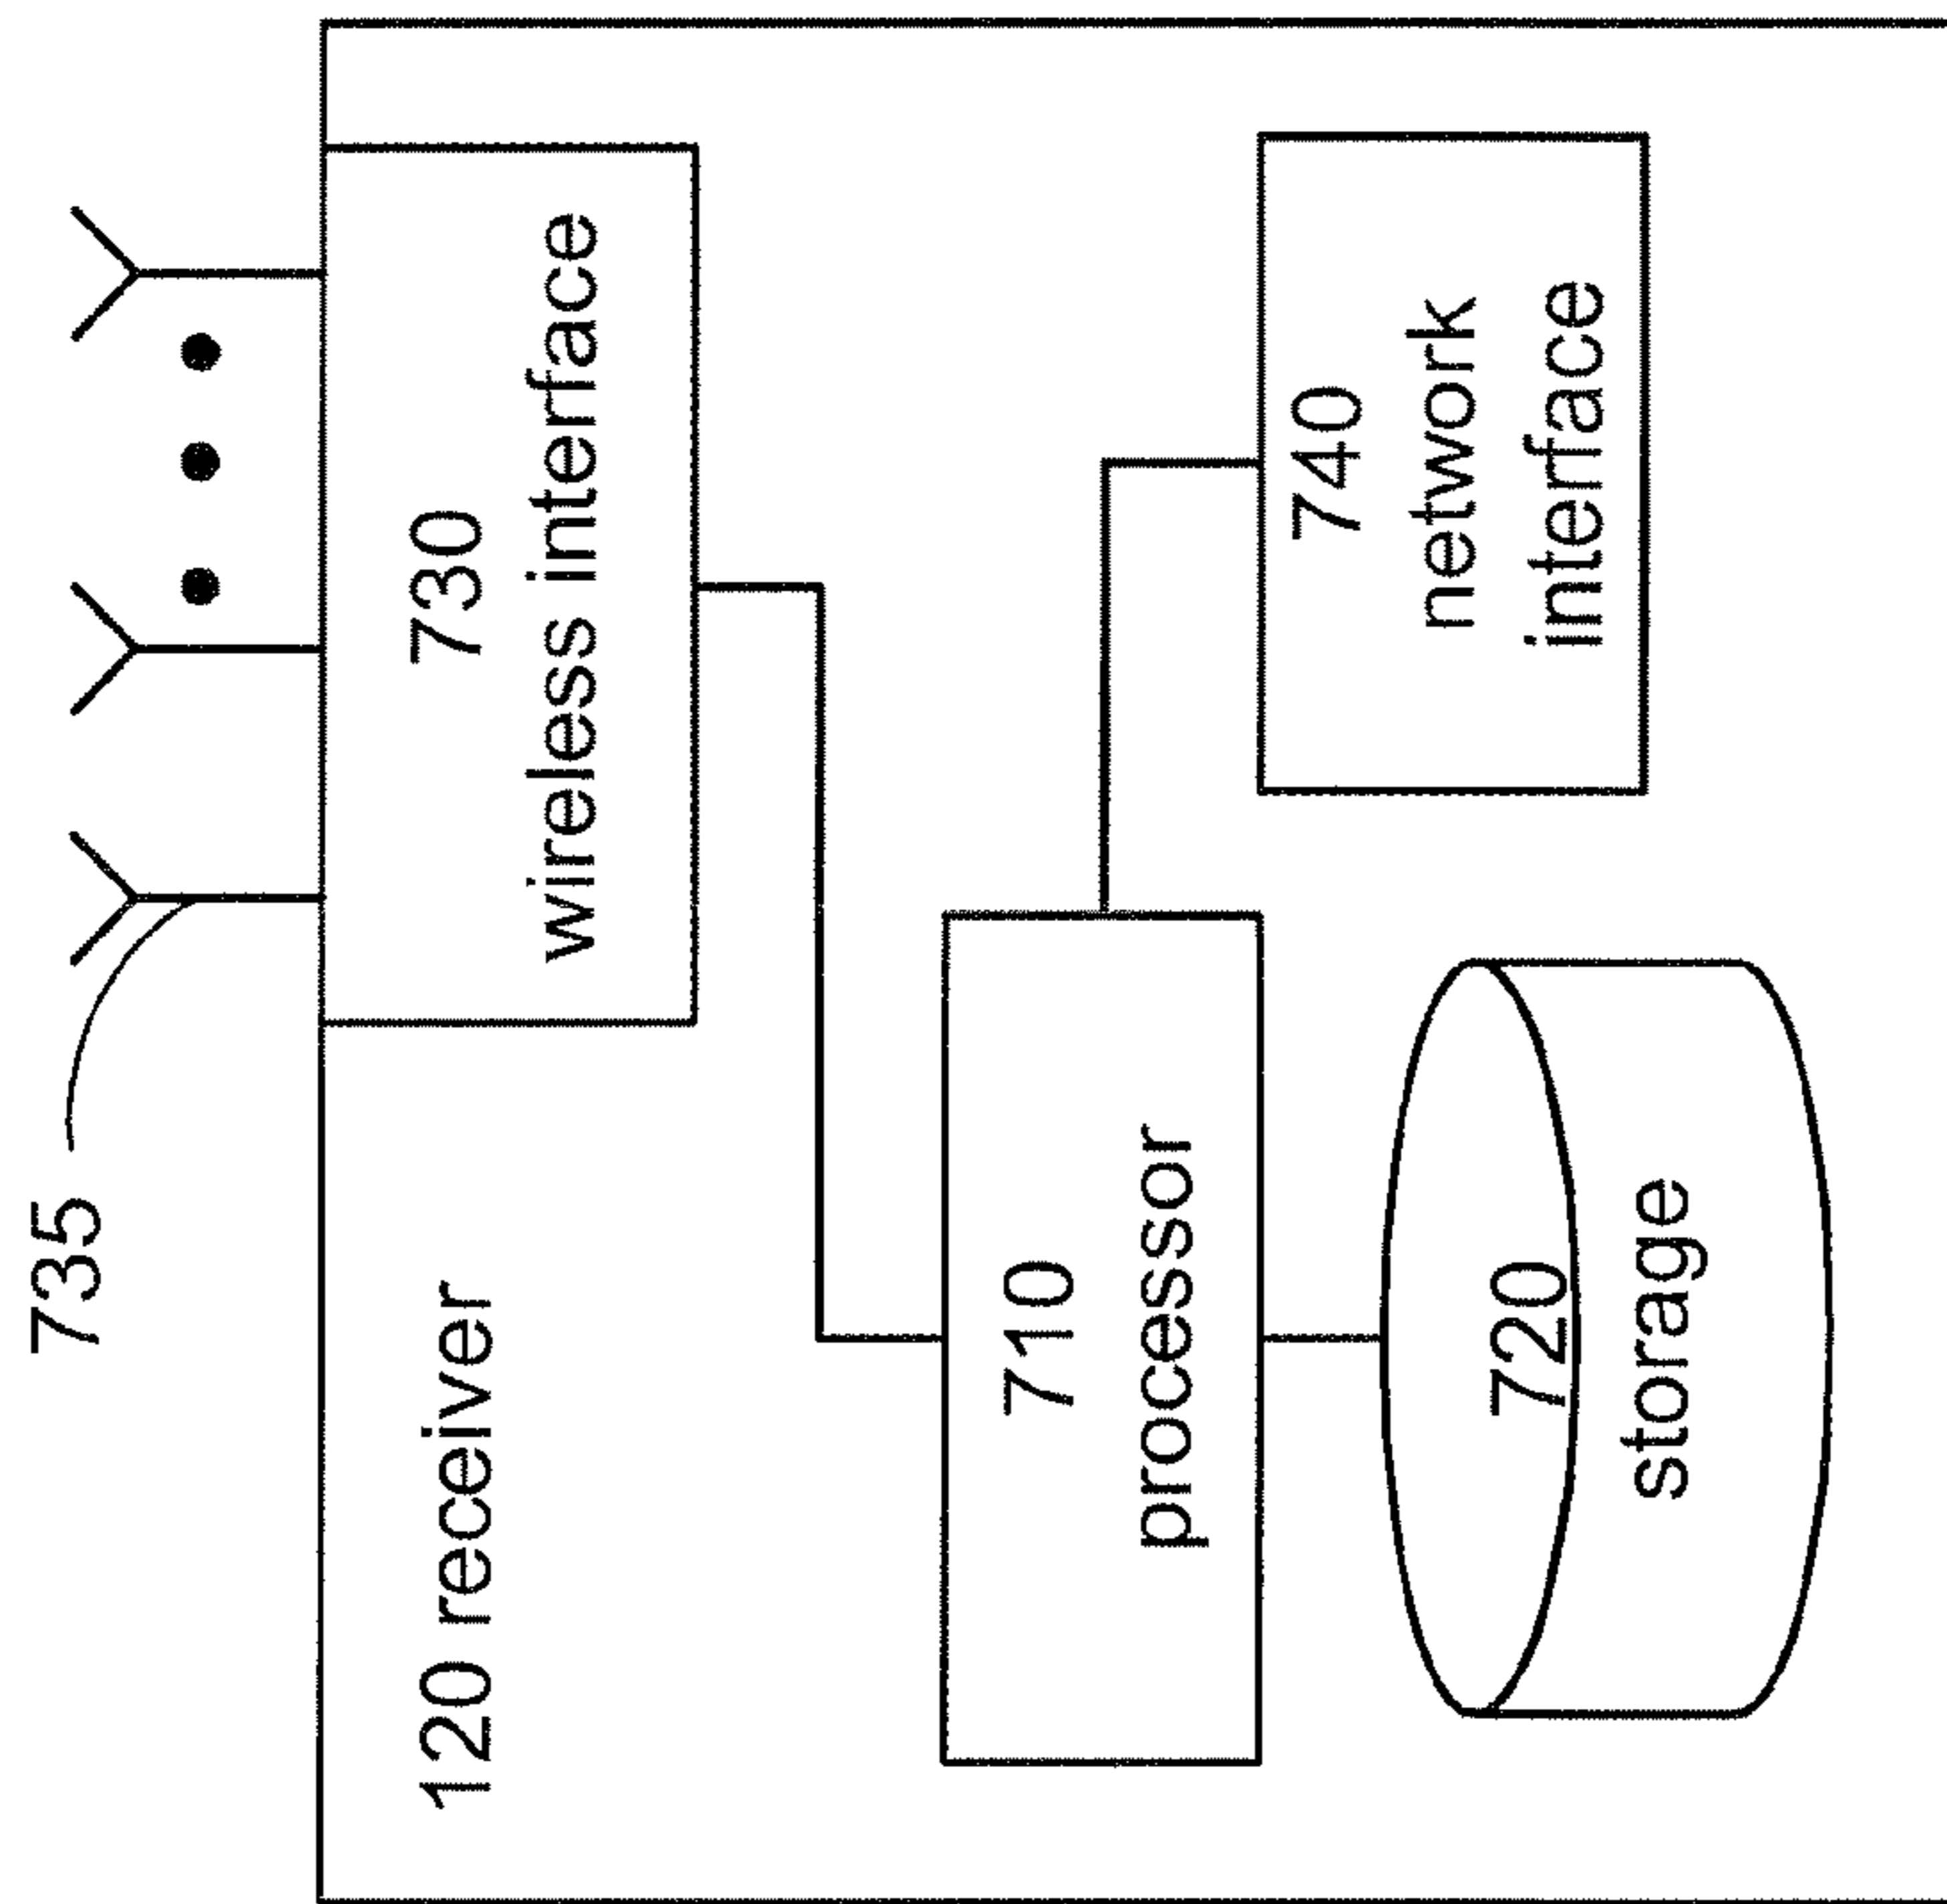 735
120 receiver
730
wireless interface
710
processor
740
network
interface
720
storage